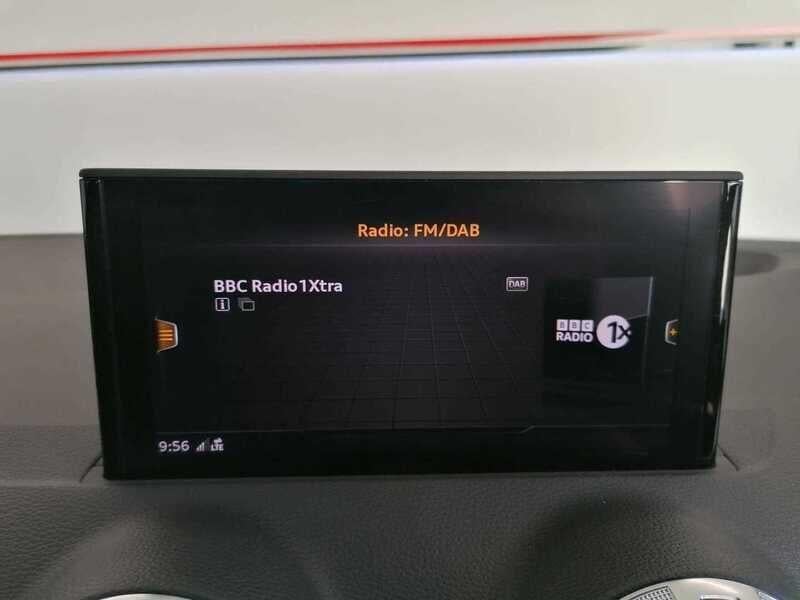 Radio: FM/DAB
BBC Radio1Xtra
DAB
i
BBC
RADIO 1x
+
9:56 LTE